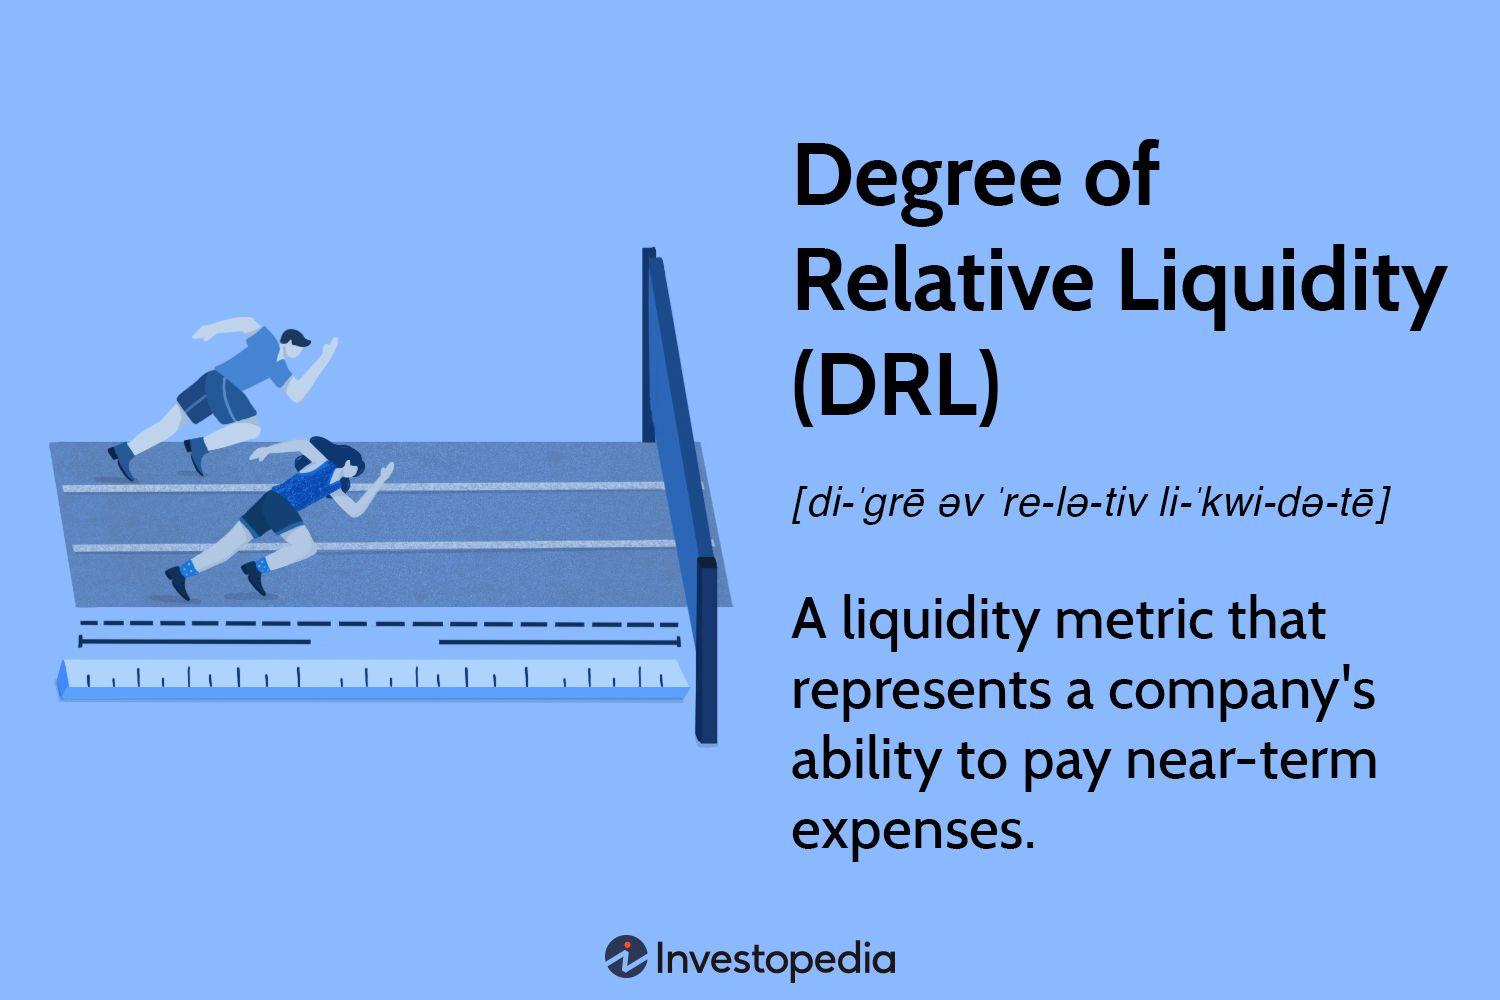 Degree of
Relative Liquidity
(DRL)
[di-ˈgrē əv ˈre-lə-tiv li-ˈkwi-də-tē]
A liquidity metric that
represents a company's
ability to pay near-term
expenses.
Investopedia